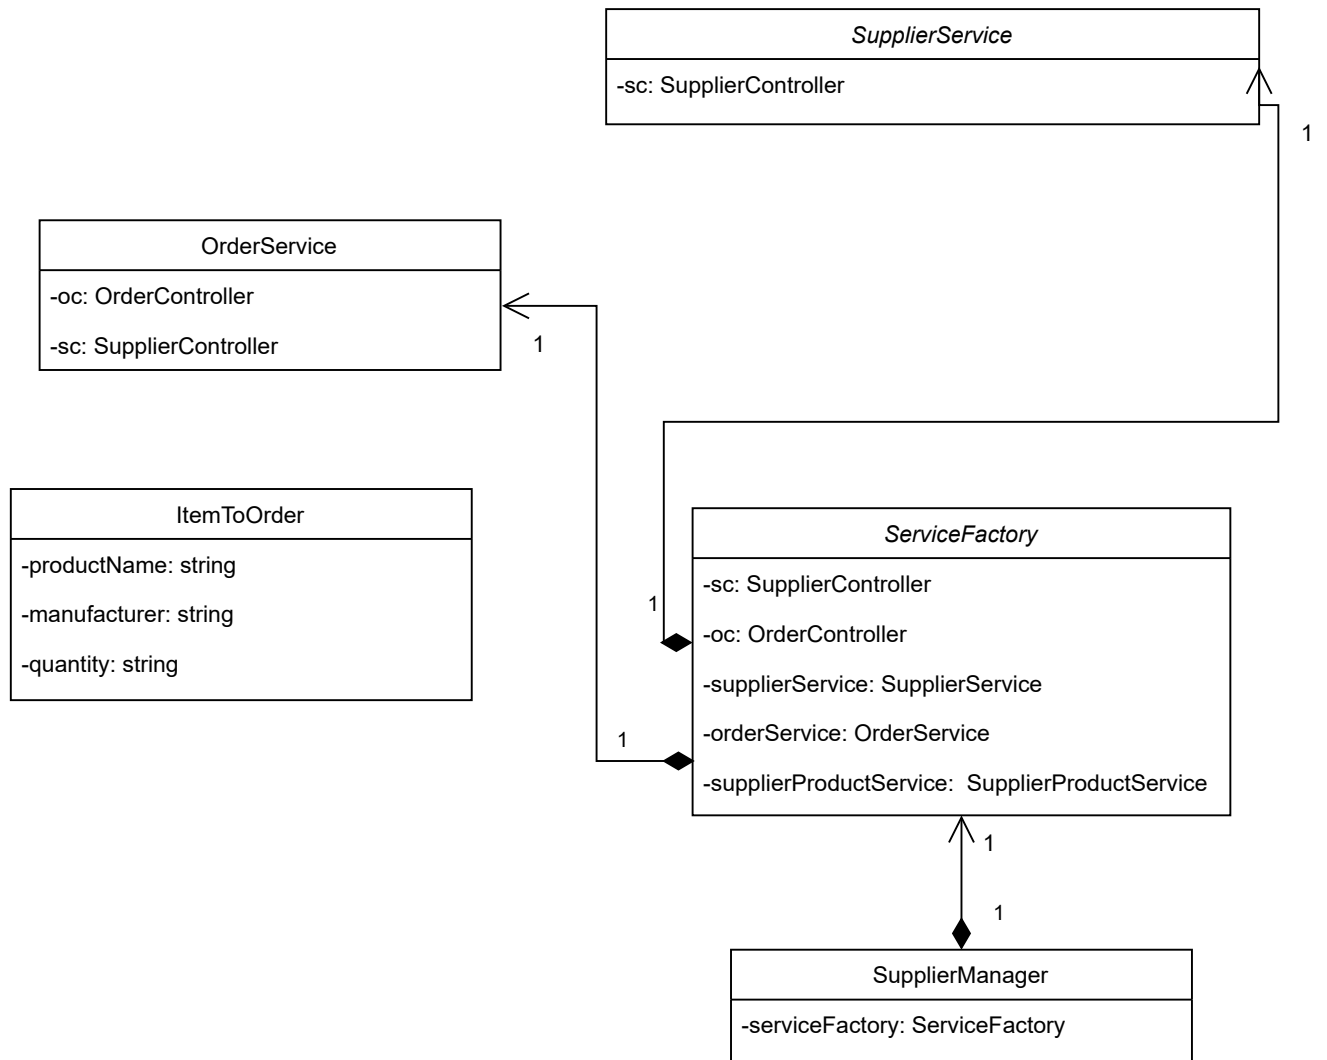 SupplierService
-sc: SupplierController
1
OrderService
-oc: OrderController
-sc: SupplierController
1
ItemToOrder
-productName: string
-manufacturer: string
-quantity: string
ServiceFactory
-sc: SupplierController
-oc: OrderController
-supplierService: SupplierService
-orderService: OrderService
-supplierProductService:  SupplierProductService
1
1
1
1
SupplierManager
-serviceFactory: ServiceFactory